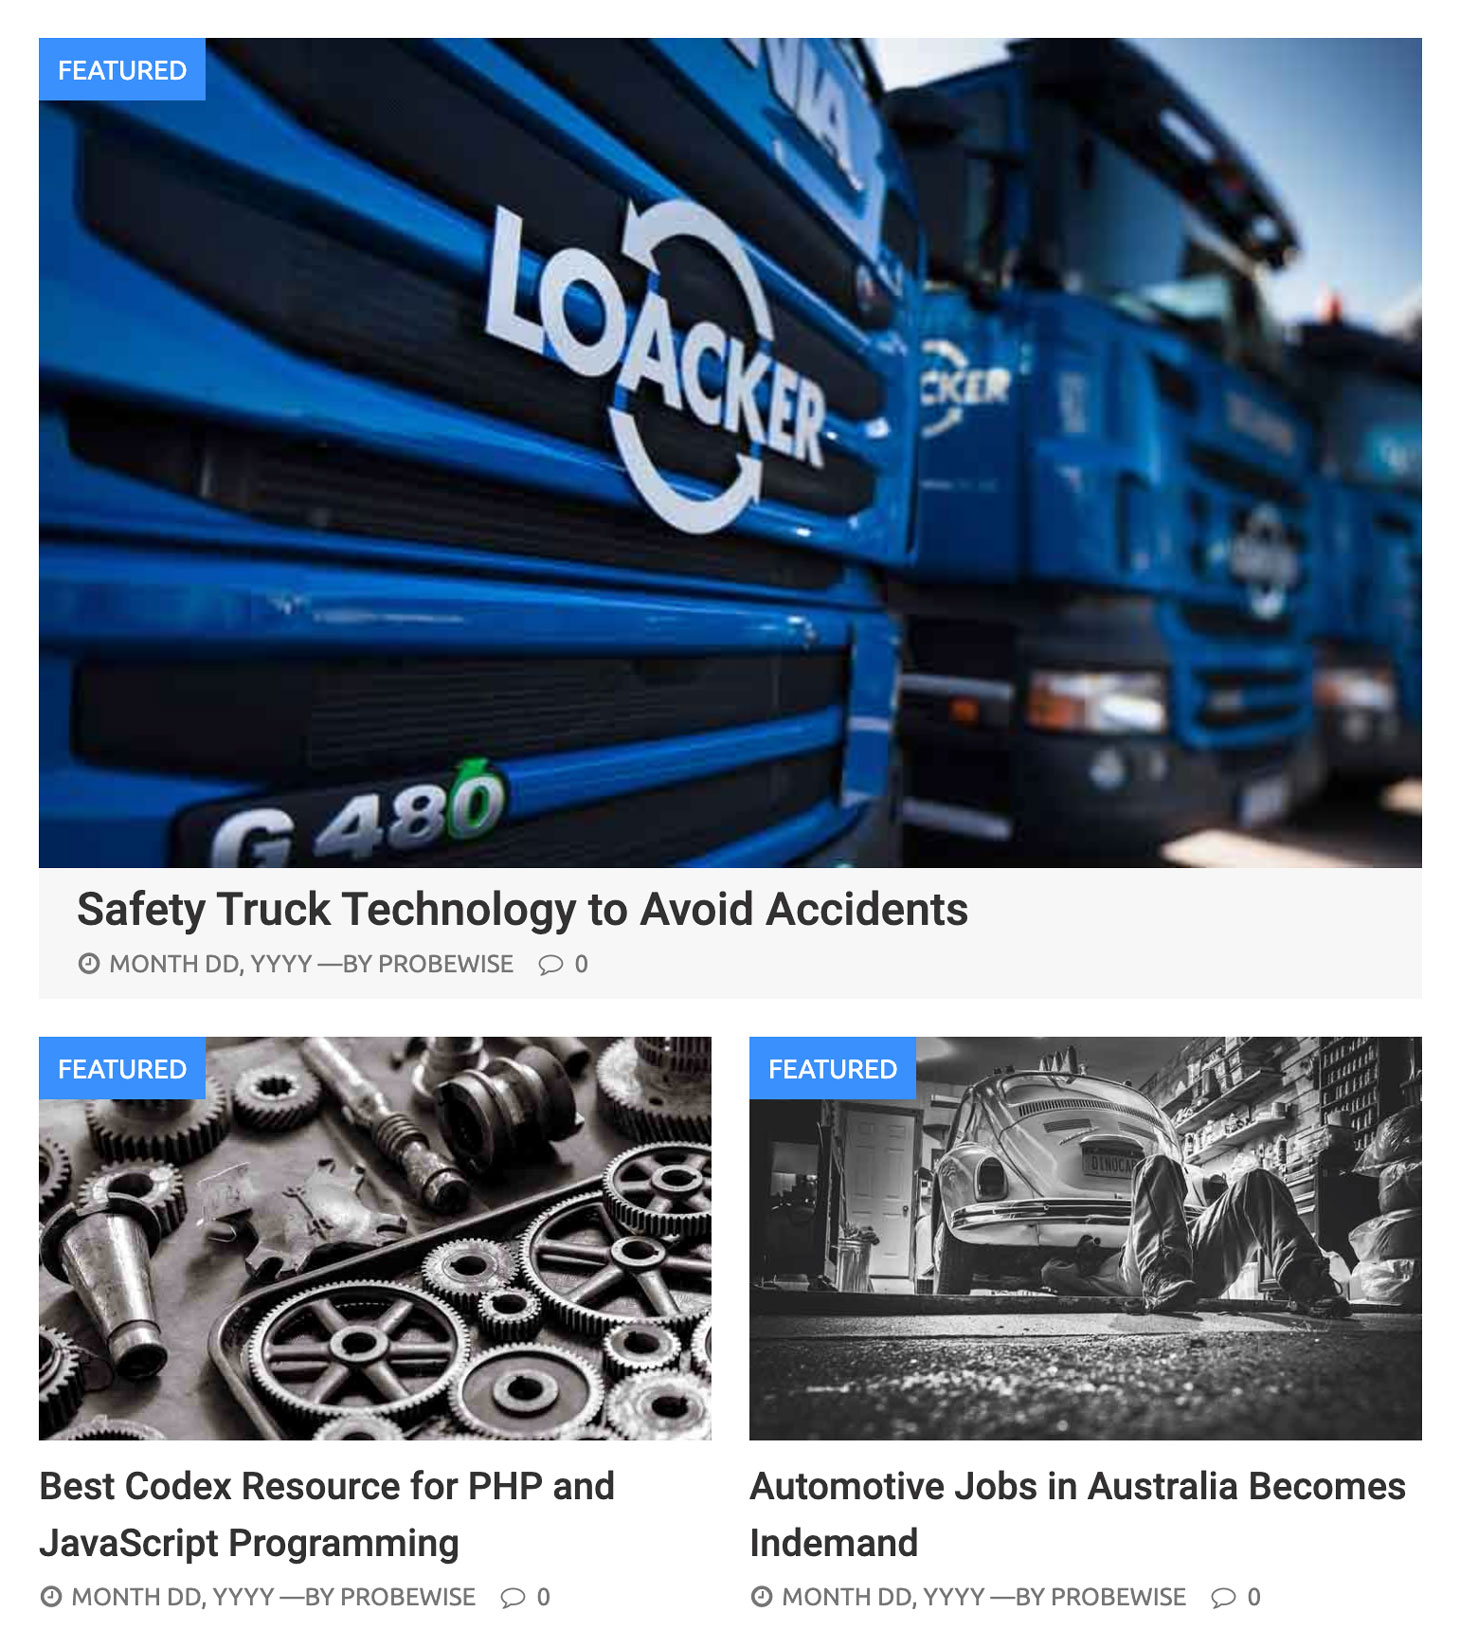 FEATURED
LOACKER
CKER
G 480
Safety Truck Technology to Avoid Accidents
MONTH DD, YYYY —BY PROBEWISE 0
FEATURED
FEATURED
Best Codex Resource for PHP and
JavaScript Programming
MONTH DD, YYYY —BY PROBEWISE 0
Automotive Jobs in Australia Becomes
Indemand
MONTH DD, YYYY —BY PROBEWISE 0